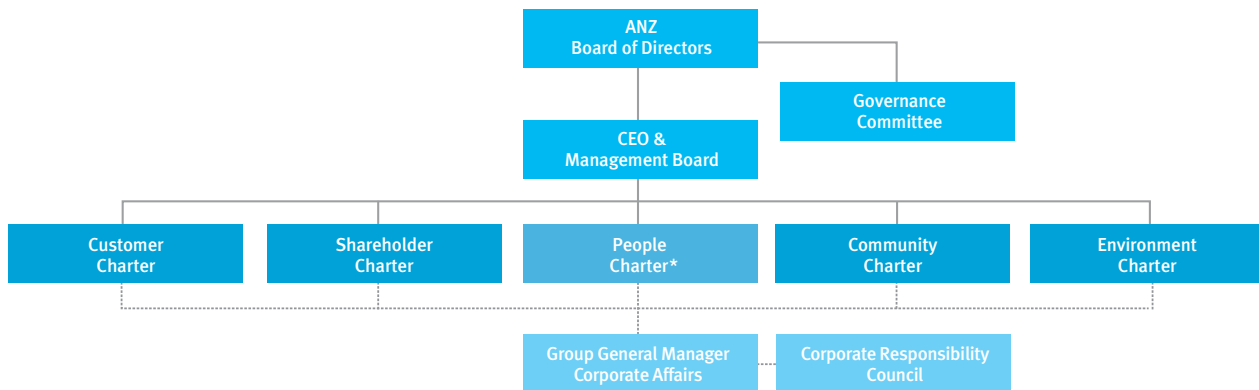 ANZ
Board of Directors
Governance
Committee
CEO &
Management Board
Customer
Charter
Shareholder
Charter
People
Charter*
Community
Charter
Environment
Charter
Group General Manager
Corporate Affairs
Corporate Responsibility
Council